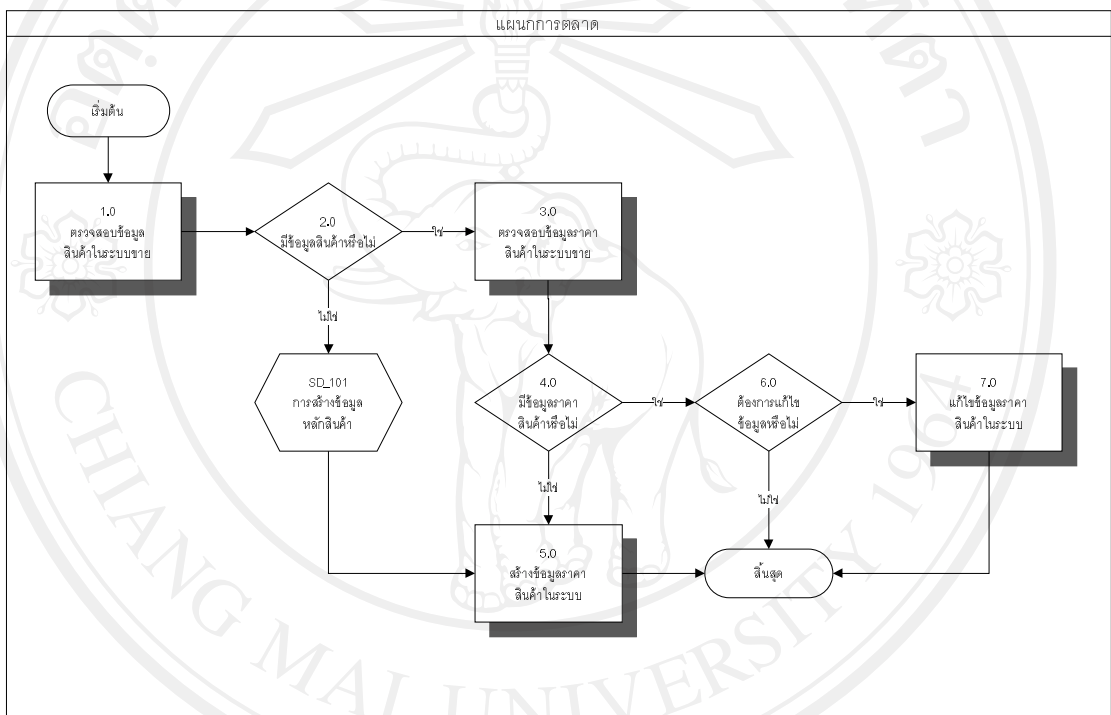 แผนกการตลาด
เริ่มต้น
1.0
ตรวจสอบข้อมูล
สินค้าในระบบขาย
2.0
มีข้อมูลสินค้าหรือไม่
ใช่
3.0
ตรวจสอบข้อมูลราคา
สินค้าในระบบขาย
ไม่ใช่
SD_101
การสร้างข้อมูล
หลักสินค้า
4.0
มีข้อมูลราคา
สินค้าหรือไม่
ใช่
6.0
ต้องการแก้ไข
ข้อมูลหรือไม่
ใช่
7.0
แก้ไขข้อมูลราคา
สินค้าในระบบ
ไม่ใช่
ไม่ใช่
5.0
สร้างข้อมูลราคา
สินค้าในระบบ
สิ้นสุด
CHIANG MAI UNIVERSITY 1964